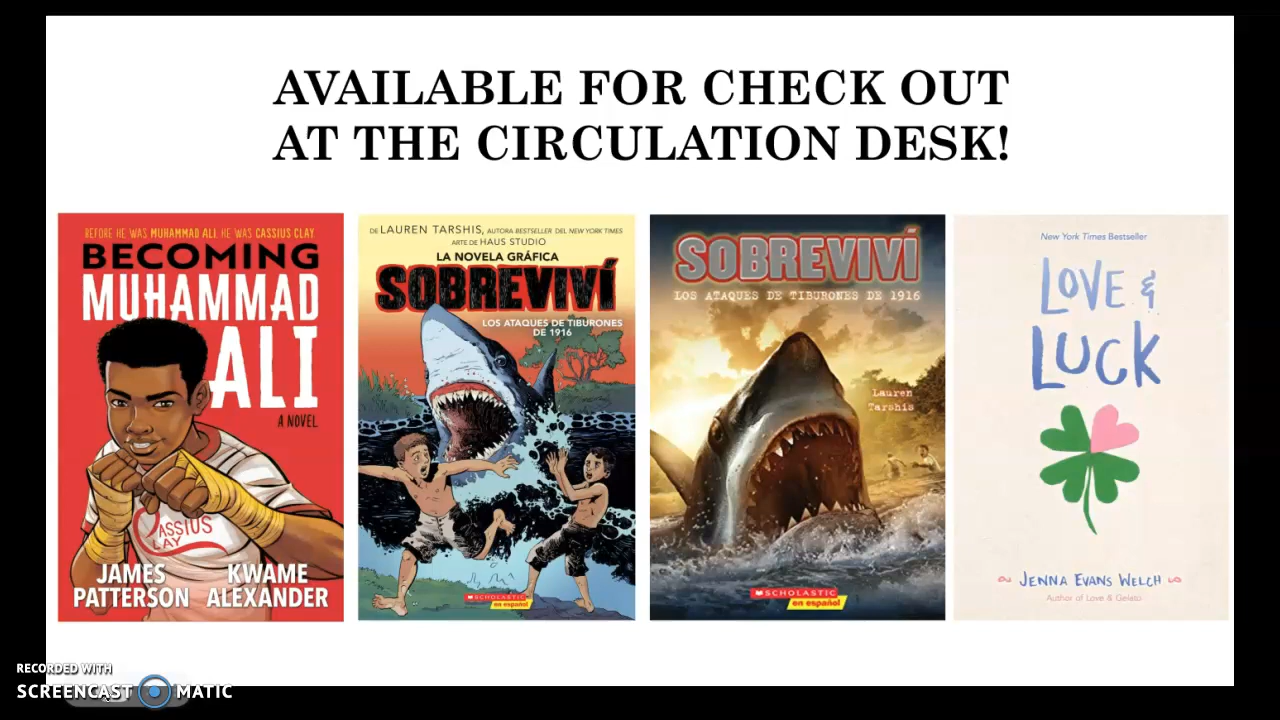 AVAILABLE FOR CHECK OUT
AT THE CIRCULATION DESK!
BEFORE HE WAS MUHAMMAD ALI, HE WAS CASSIUS CLAY
BECOMING
MUHAMMAD
ALI
A NOVEL
CASSIUS
CLAY
JAMES
PATTERSON
KWAME
ALEXANDER
DE LAUREN TARSHIS, AUTORA BESTSELLER DEL NEW YORK TIMES
ARTE DE HAUS STUDIO
LA NOVELA GRÁFICA
SOBREVIVÍ
LOS ATAQUES DE TIBURONES
DE 1916
SCHOLASTIC
en español
SOBREVIVÍ
LOS ATAQUES DE TIBURONES DE 1916
Lauren
Tarshis
SCHOLASTIC
en español
New York Times Bestseller
LOVE &
LUCK
JENNA EVANS WELCH
Author of Love & Gelato
RECORDED WITH
SCREENCAST MATIC